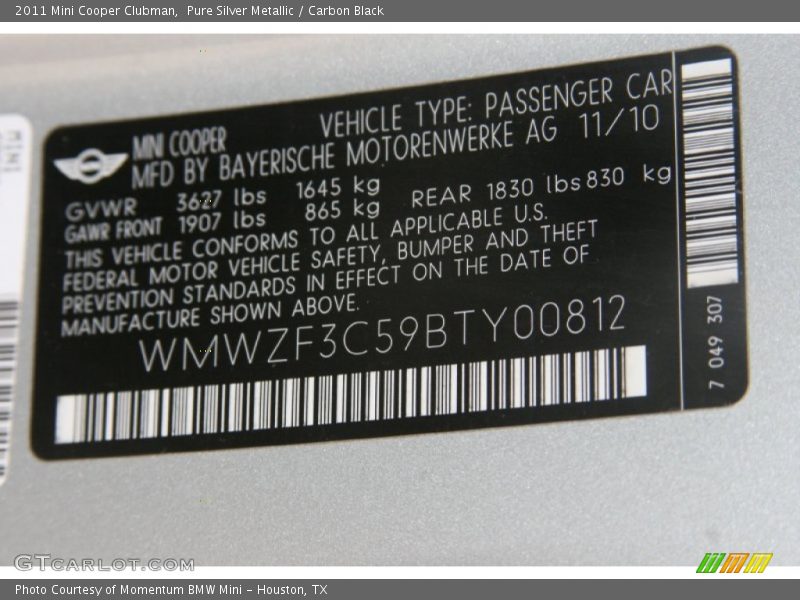 2011 Mini Cooper Clubman,  Pure Silver Metallic / Carbon Black
MINI COOPER VEHICLE TYPE: PASSENGER CAR
MFD BY BAYERISCHE MOTORENWERKE AG 11/10
GVWR 3627 lbs 1645 kg
GAWR FRONT 1907 lbs 865 kg REAR 1830 lbs 830 kg
THIS VEHICLE CONFORMS TO ALL APPLICABLE U.S.
FEDERAL MOTOR VEHICLE SAFETY, BUMPER AND THEFT
PREVENTION STANDARDS IN EFFECT ON THE DATE OF
MANUFACTURE SHOWN ABOVE.
WMWZF3C59BTY00812
7 049 307
GTCARLOT.COM
Photo Courtesy of Momentum BMW Mini - Houston, TX